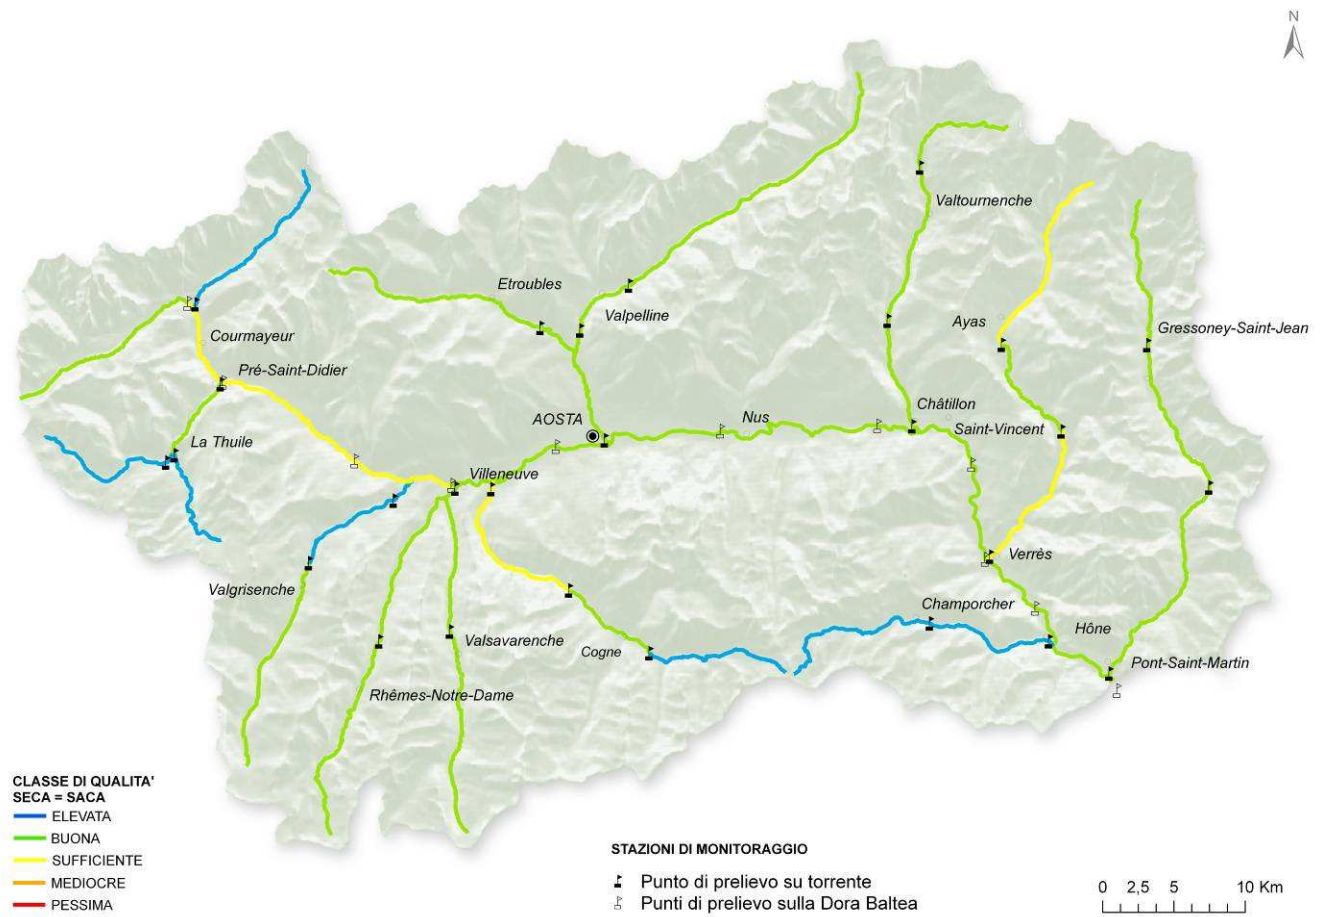 N
Valtournenche
Etroubles
Valpelline
Ayas
Gressoney-Saint-Jean
Courmayeur
Pré-Saint-Didier
Châtillon
AOSTA
Nus
Saint-Vincent
La Thuile
Villeneuve
Verrès
Valgrisenche
Champorcher
Hône
Valsavarenche
Cogne
Pont-Saint-Martin
Rhêmes-Notre-Dame
CLASSE DI QUALITA'
SECA = SACA
ELEVATA
BUONA
SUFFICIENTE
MEDIOCRE
PESSIMA
STAZIONI DI MONITORAGGIO
Punto di prelievo su torrente
Punti di prelievo sulla Dora Baltea
0 2,5 5 10 Km